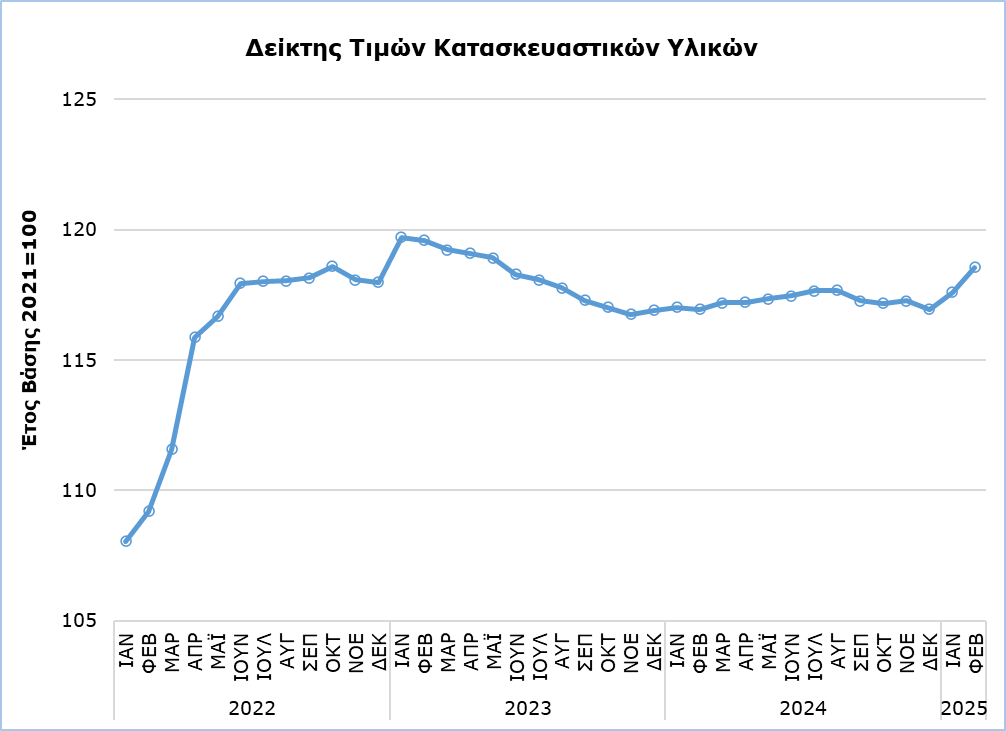 Δείκτης Τιμών Κατασκευαστικών Υλικών
Έτος Βάσης 2021=100
125
120
115
110
105
ΙΑΝ ΦΕΒ ΜΑΡ ΑΠΡ ΜΑΪ ΙΟΥΝ ΙΟΥΛ ΑΥΓ ΣΕΠ ΟΚΤ ΝΟΕ ΔΕΚ ΙΑΝ ΦΕΒ ΜΑΡ ΑΠΡ ΜΑΪ ΙΟΥΝ ΙΟΥΛ ΑΥΓ ΣΕΠ ΟΚΤ ΝΟΕ ΔΕΚ ΙΑΝ ΦΕΒ ΜΑΡ ΑΠΡ ΜΑΪ ΙΟΥΝ ΙΟΥΛ ΑΥΓ ΣΕΠ ΟΚΤ ΝΟΕ ΔΕΚ ΙΑΝ ΦΕΒ
2022 2023 2024 2025